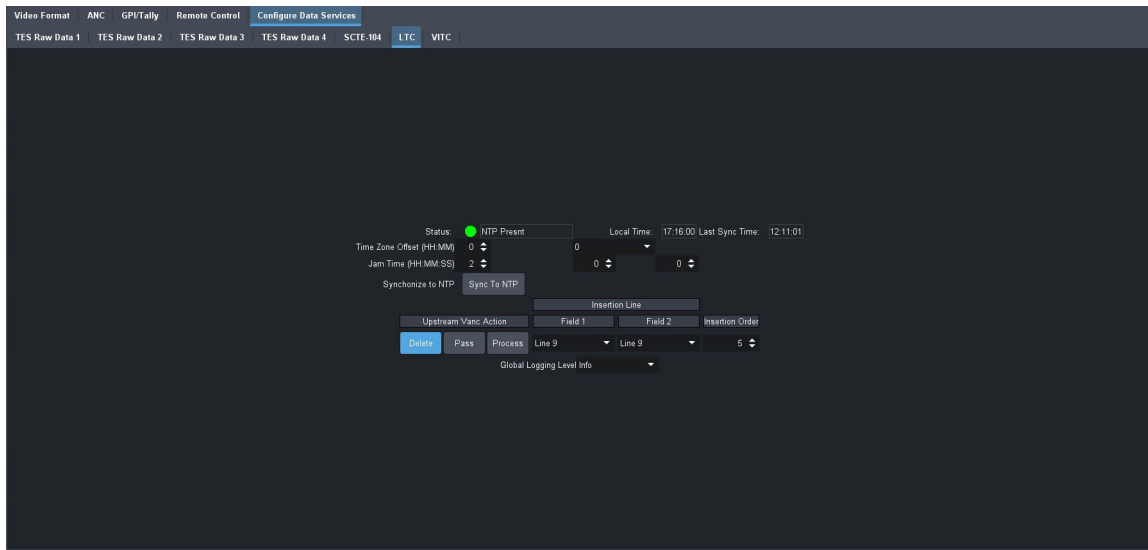 Video Format ANC GPI/Tally Remote Control Configure Data Services
TES Raw Data 1 TES Raw Data 2 TES Raw Data 3 TES Raw Data 4 SCTE-104 LTC VITC
Status: NTP Presnt Local Time: 17:16:00 Last Sync Time: 12:11:01
Time Zone Offset (HH:MM) 0 0
Jam Time (HH:MM:SS) 2 0 0
Synchonize to NTP Sync To NTP
Insertion Line
Upstream Vanc Action Field 1 Field 2 Insertion Order
Delete Pass Process Line 9 Line 9 5
Global Logging Level Info